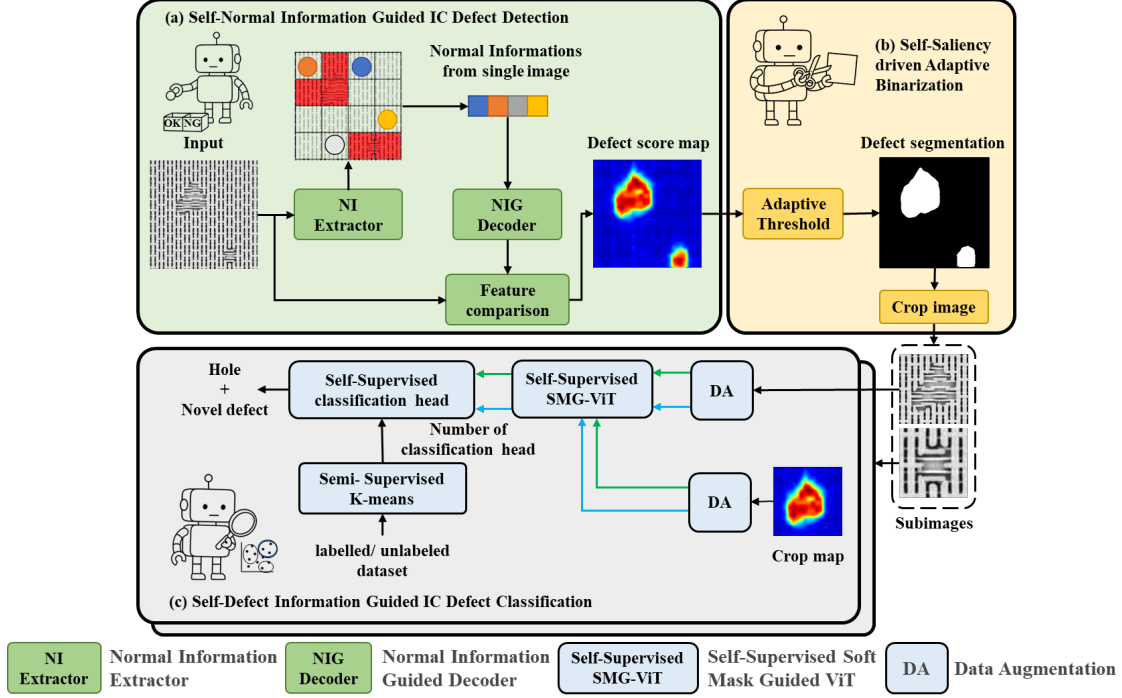 (a) Self-Normal Information Guided IC Defect Detection
OK NG
Input
Normal Informations
from single image
NI
Extractor
NIG
Decoder
Feature
comparison
Defect score map
(b) Self-Saliency
driven Adaptive
Binarization
Defect segmentation
Adaptive
Threshold
Crop image
Subimages
Hole
+
Novel defect
Self-Supervised
classification head
Self-Supervised
SMG-ViT
DA
Number of
classification head
Semi- Supervised
K-means
labelled/ unlabeled
dataset
DA
Crop map
(c) Self-Defect Information Guided IC Defect Classification
NI
Extractor
Normal Information
Extractor
NIG
Decoder
Normal Information
Guided Decoder
Self-Supervised
SMG-ViT
Self-Supervised Soft
Mask Guided ViT
DA
Data Augmentation